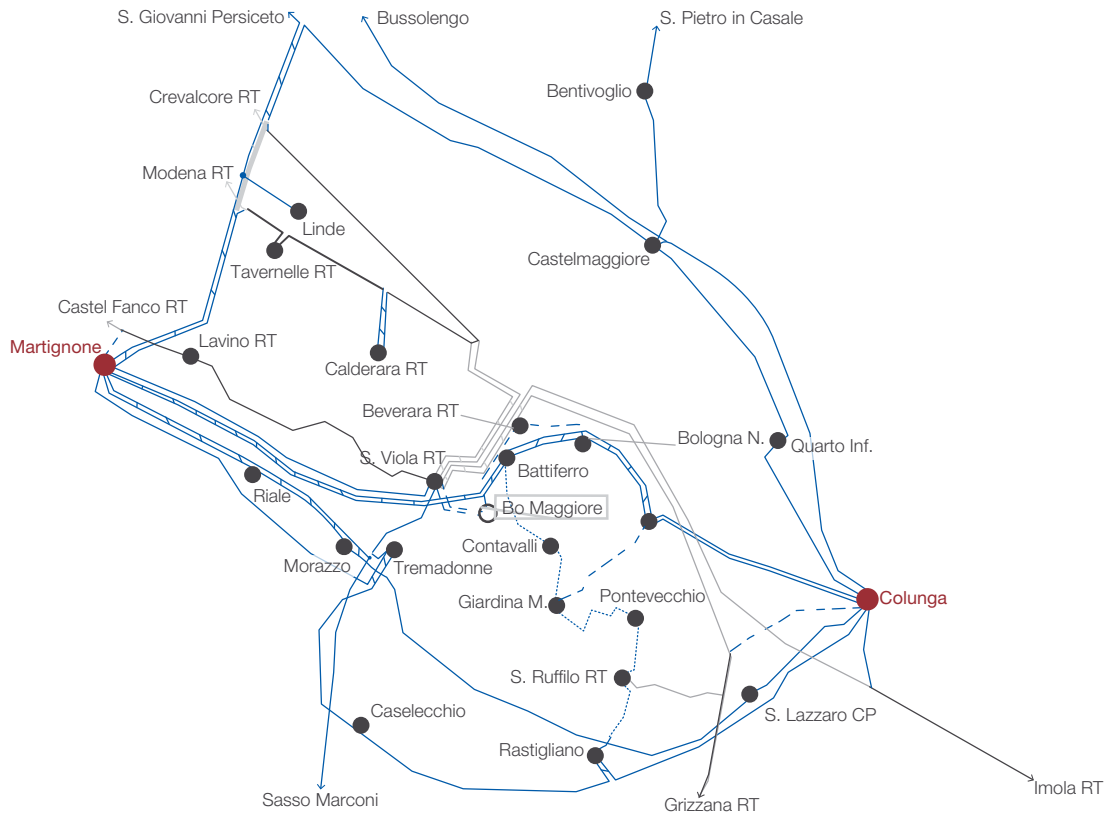 S. Giovanni Persiceto
Bussolengo
S. Pietro in Casale
Bentivoglio
Crevalcore RT
Modena RT
Linde
Castelmaggiore
Tavernelle RT
Castel Fanco RT
Lavino RT
Martignone
Calderara RT
Beverara RT
Bologna N.
Quarto Inf.
S. Viola RT
Battiferro
Riale
Bo Maggiore
Contavalli
Morazzo
Tremadonne
Giardina M.
Pontevecchio
Colunga
S. Ruffilo RT
Caselecchio
S. Lazzaro CP
Rastigliano
Imola RT
Sasso Marconi
Grizzana RT